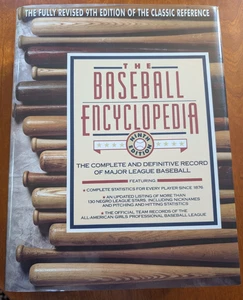 THE FULLY REVISED 9TH EDITION OF THE CLASSIC REFERENCE
THE
BASEBALL
ENCYCLOPEDIA
NINTH
EDITION
THE COMPLETE AND DEFINITIVE RECORD
OF MAJOR LEAGUE BASEBALL
FEATURING
COMPLETE STATISTICS FOR EVERY PLAYER SINCE 1876
AN UPDATED LISTING OF MORE THAN
130 NEGRO LEAGUE STARS, INCLUDING NICKNAMES
AND PITCHING AND HITTING STATISTICS
THE OFFICIAL TEAM RECORDS OF THE
ALL AMERICAN GIRLS PROFESSIONAL BASEBALL LEAGUE